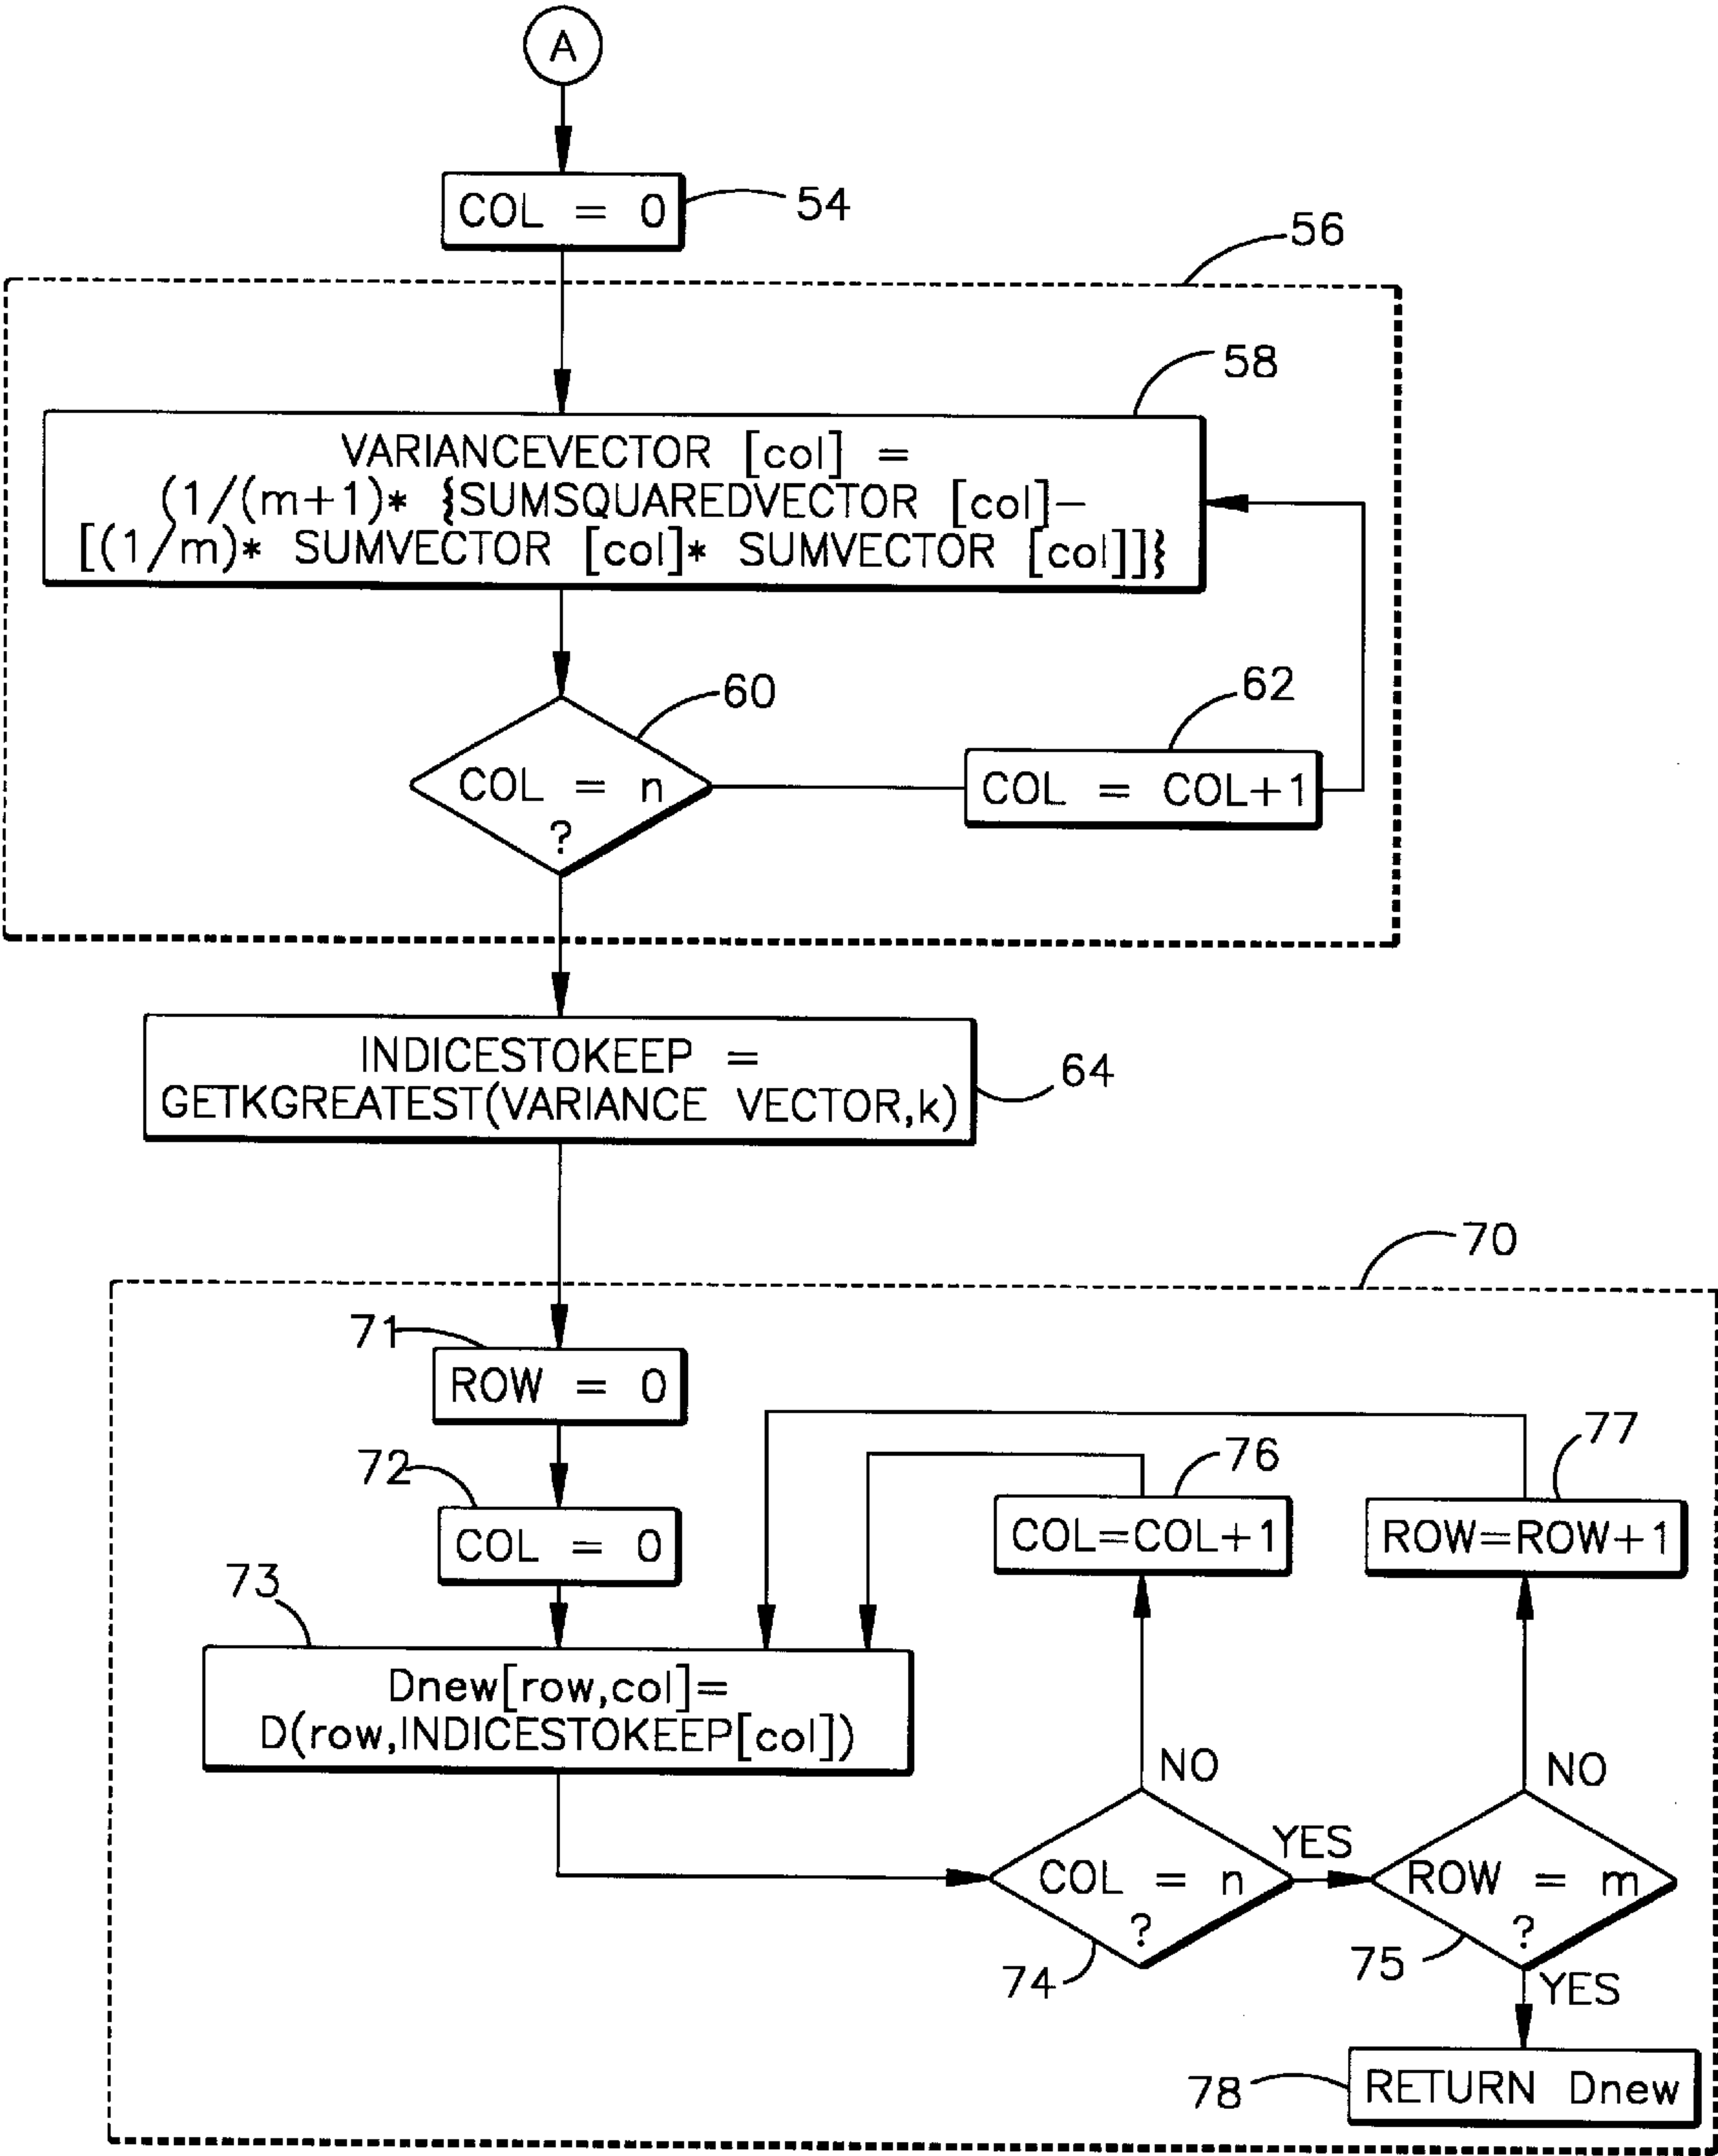 A
COL = 0
54
56
58
VARIANCEVECTOR [col] =
(1/(m+1)* {SUMSQUAREDVECTOR [col]-
[(1/m)* SUMVECTOR [col]* SUMVECTOR [col]]}
60
62
COL = n
?
COL = COL+1
INDICESTOKEEP =
GETKGREATEST(VARIANCE VECTOR,k)
64
70
71
ROW = 0
72
COL = 0
76
77
COL=COL+1
ROW=ROW+1
73
Dnew[row,col]=
D(row,INDICESTOKEEP[col])
NO
NO
COL = n
?
YES
ROW = m
?
74
75
YES
78
RETURN Dnew